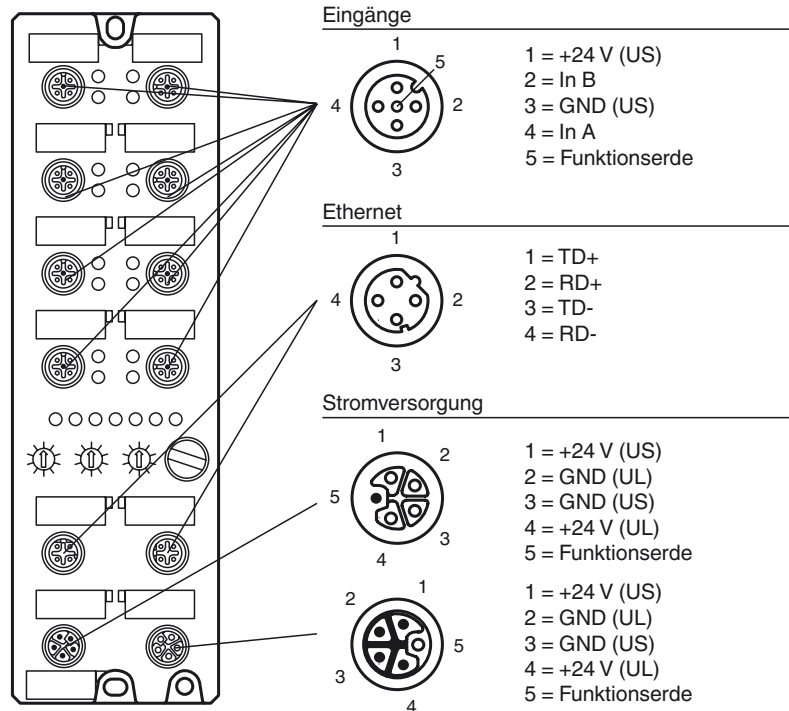 Eingänge
1
5
4
2
3
1 = +24 V (US)
2 = In B
3 = GND (US)
4 = In A
5 = Funktionserde
Ethernet
1
4
2
3
1 = TD+
2 = RD+
3 = TD-
4 = RD-
Stromversorgung
1
2
5
3
4
1 = +24 V (US)
2 = GND (UL)
3 = GND (US)
4 = +24 V (UL)
5 = Funktionserde
1
2
5
3
4
1 = +24 V (US)
2 = GND (UL)
3 = GND (US)
4 = +24 V (UL)
5 = Funktionserde